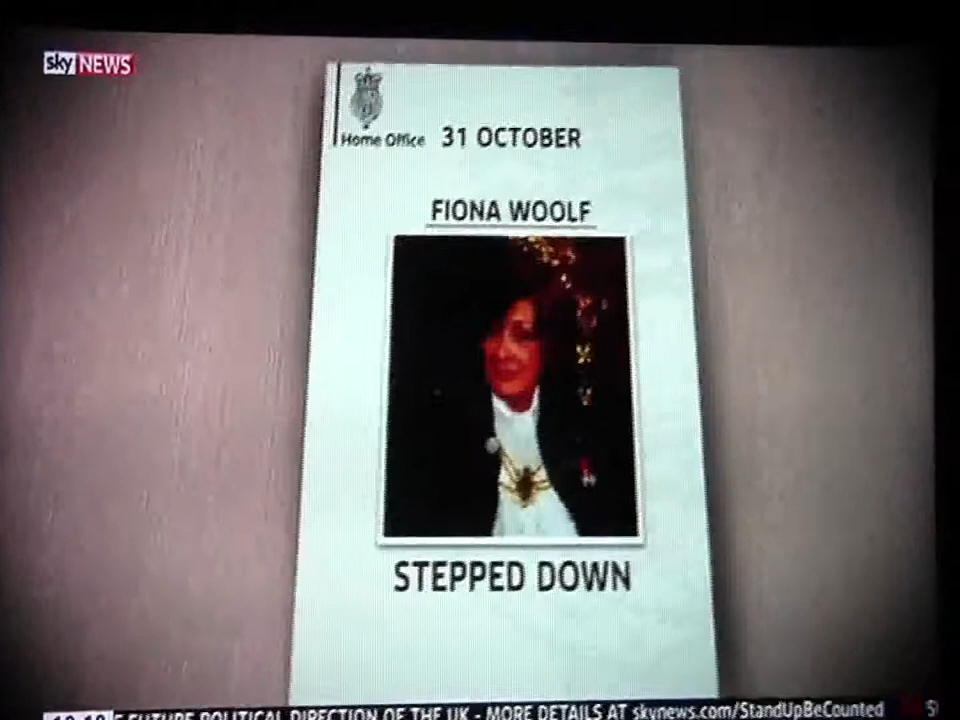 sky NEWS
Home Office 31 OCTOBER
FIONA WOOLF
STEPPED DOWN
FUTURE POLITICAL DIRECTION OF THE UK - MORE DETAILS AT skynews.com/StandUpBeCounted